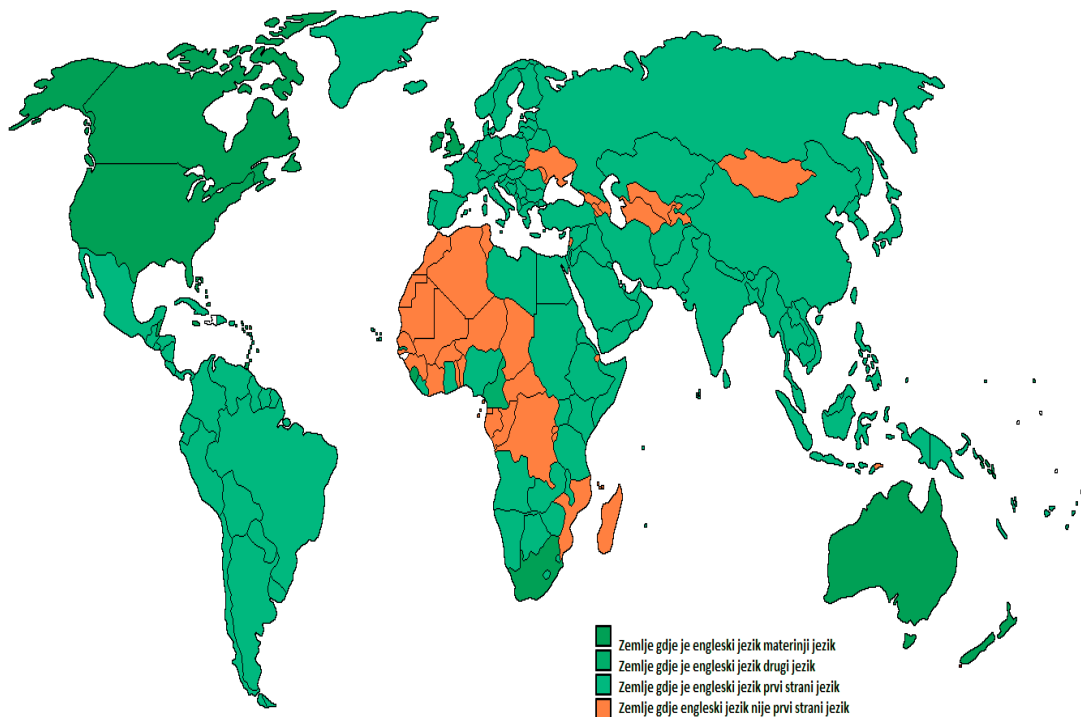 Zemlje gdje je engleski jezik materinji jezik
Zemlje gdje je engleski jezik drugi jezik
Zemlje gdje je engleski jezik prvi strani jezik
Zemlje gdje engleski jezik nije prvi strani jezik